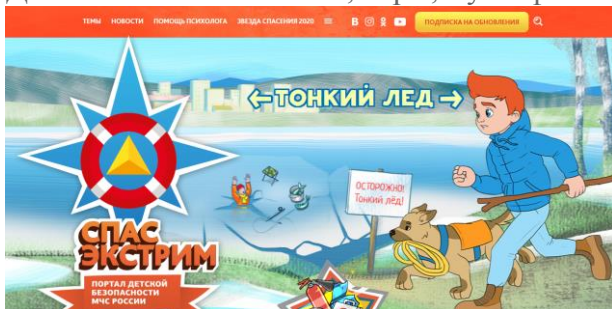 ТЕМЫ НОВОСТИ ПОМОЩЬ ПСИХОЛОГА ЗВЕЗДА СПАСЕНИЯ 2020 ПОДПИСКА НА ОБНОВЛЕНИЯ
ТОНКИЙ ЛЕД
ОСТОРОЖНО!
Тонкий лёд!
СПАС
ЭКСТРИМ
ПОРТАЛ ДЕТСКОЙ
БЕЗОПАСНОСТИ
МЧС РОССИИ